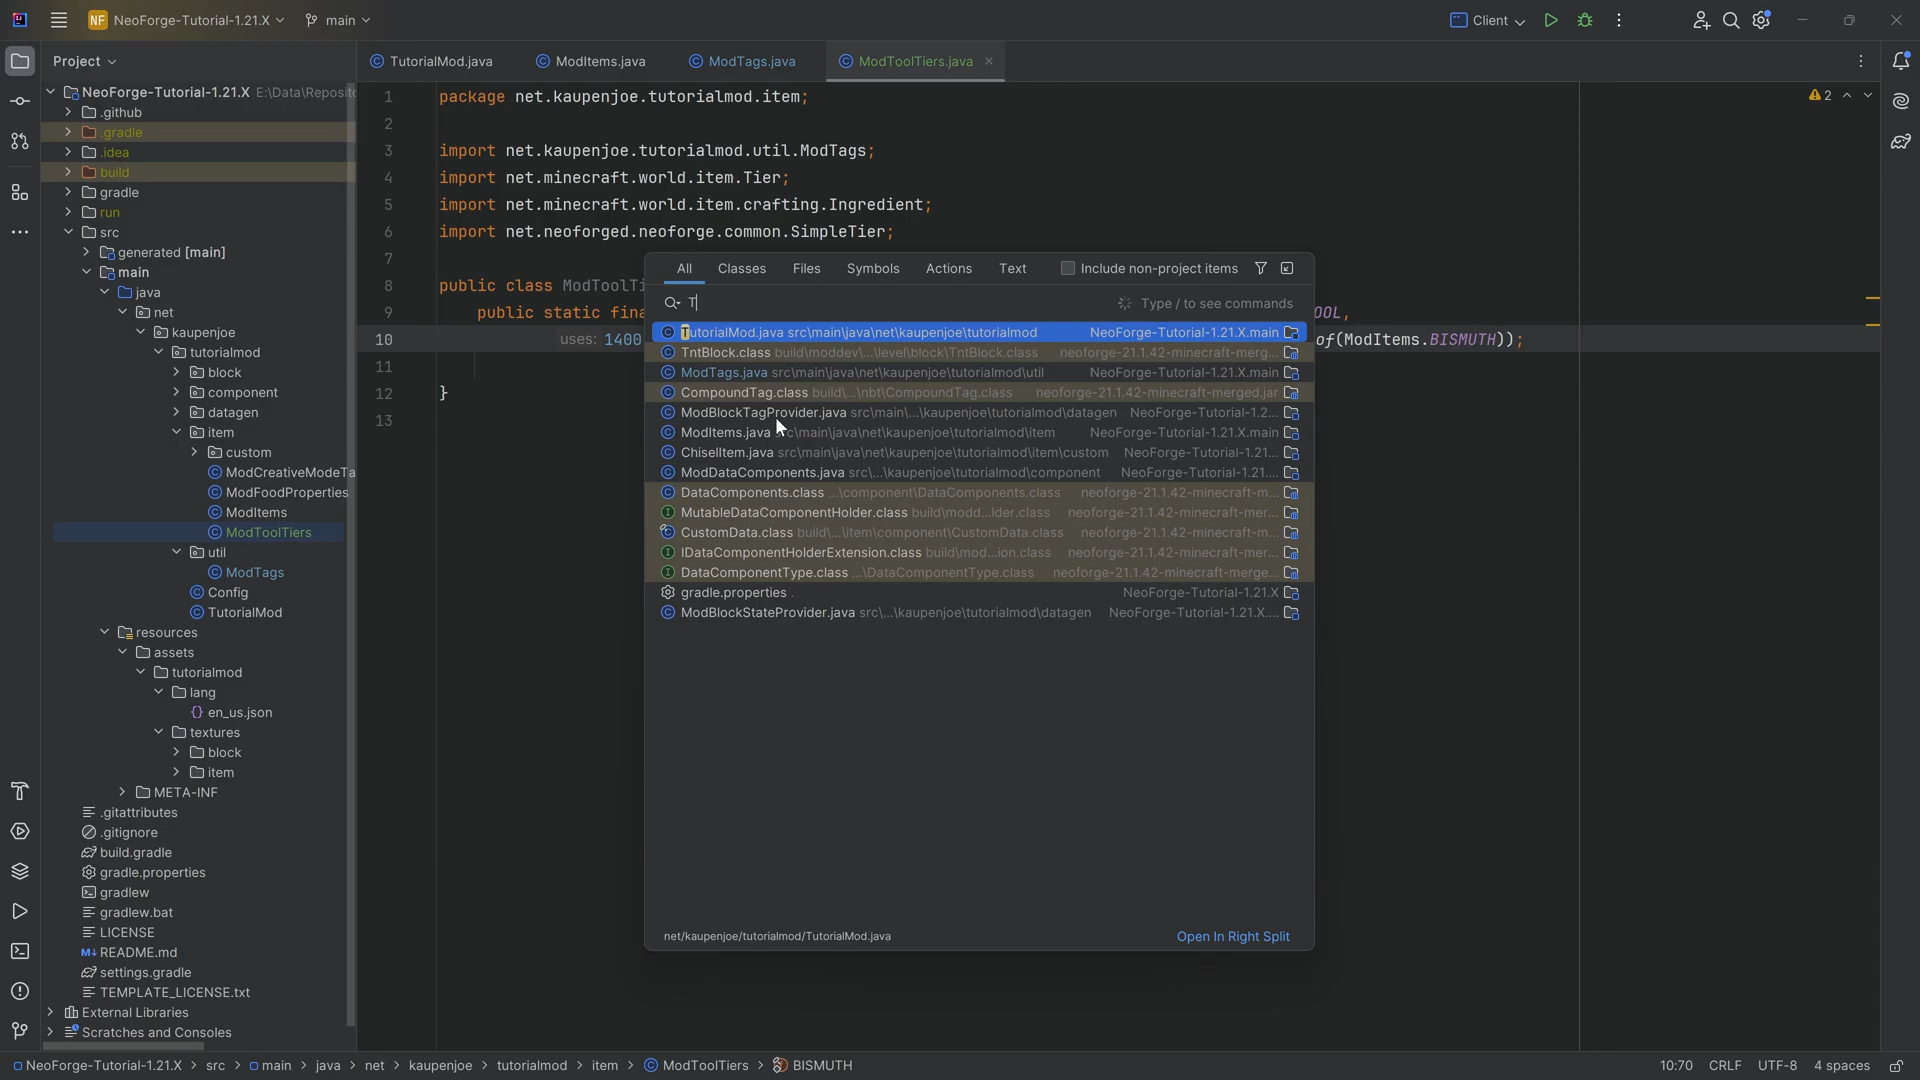 NF NeoForge-Tutorial-1.21.X main Client
Project
TutorialMod.java ModItems.java ModTags.java ModToolTiers.java
NeoForge-Tutorial-1.21.X E:\Data\Reposit
.github
.gradle
.idea
build
gradle
run
src
generated [main]
main
java
net
kaupenjoe
tutorialmod
block
component
datagen
item
custom
ModCreativeModeTa
ModFoodProperties
ModItems
ModToolTiers
util
ModTags
Config
TutorialMod
resources
assets
tutorialmod
lang
en_us.json
textures
block
item
META-INF
.gitattributes
.gitignore
build.gradle
gradle.properties
gradlew
gradlew.bat
LICENSE
README.md
settings.gradle
TEMPLATE_LICENSE.txt
External Libraries
Scratches and Consoles
1 package net.kaupenjoe.tutorialmod.item;
2
3 import net.kaupenjoe.tutorialmod.util.ModTags;
4 import net.minecraft.world.item.Tier;
5 import net.minecraft.world.item.crafting.Ingredient;
6 import net.neoforged.neoforge.common.SimpleTier;
7
8 public class ModToolTi
9 public static fina OOL,
10 uses: 1400 of(ModItems.BISMUTH));
11
12 }
13
2
All Classes Files Symbols Actions Text Include non-project items
T Type / to see commands
TutorialMod.java src\main\java\net\kaupenjoe\tutorialmod NeoForge-Tutorial-1.21.X.main
TntBlock.class build\moddev\...\level\block\TntBlock.class neoforge-21.1.42-minecraft-merg...
ModTags.java src\main\java\net\kaupenjoe\tutorialmod\util NeoForge-Tutorial-1.21.X.main
CompoundTag.class build\...\nbt\CompoundTag.class neoforge-21.1.42-minecraft-merged.jar
ModBlockTagProvider.java src\main\...\kaupenjoe\tutorialmod\datagen NeoForge-Tutorial-1.2...
ModItems.java src\main\java\net\kaupenjoe\tutorialmod\item NeoForge-Tutorial-1.21.X.main
ChiselItem.java src\main\java\net\kaupenjoe\tutorialmod\item\custom NeoForge-Tutorial-1.21...
ModDataComponents.java src\...\kaupenjoe\tutorialmod\component NeoForge-Tutorial-1.21....
DataComponents.class ...\component\DataComponents.class neoforge-21.1.42-minecraft-m...
MutableDataComponentHolder.class build\modd...lder.class neoforge-21.1.42-minecraft-mer...
CustomData.class build\...\item\component\CustomData.class neoforge-21.1.42-minecraft-m...
IDataComponentHolderExtension.class build\mod...ion.class neoforge-21.1.42-minecraft-mer...
DataComponentType.class ...\DataComponentType.class neoforge-21.1.42-minecraft-merge...
gradle.properties . NeoForge-Tutorial-1.21.X
ModBlockStateProvider.java src\...\kaupenjoe\tutorialmod\datagen NeoForge-Tutorial-1.21.X....
net/kaupenjoe/tutorialmod/TutorialMod.java Open In Right Split
NeoForge-Tutorial-1.21.X > src > main > java > net > kaupenjoe > tutorialmod > item > ModToolTiers > BISMUTH 10:70 CRLF UTF-8 4 spaces